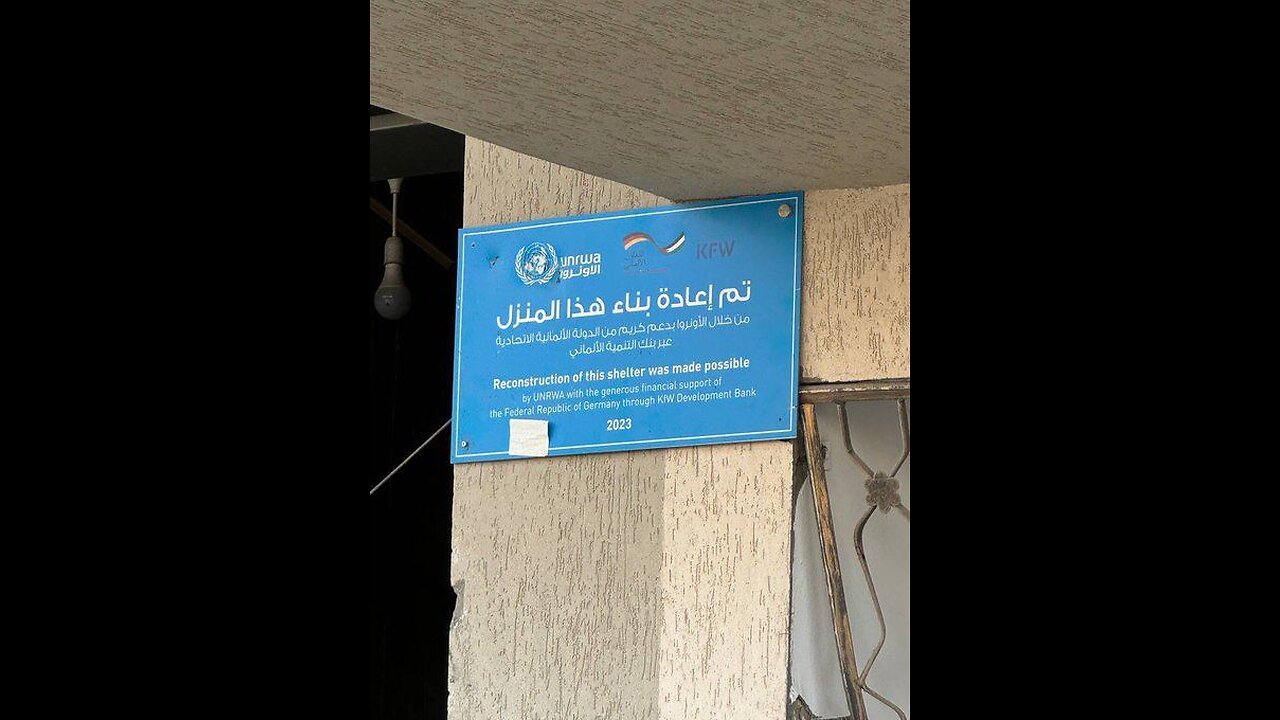 unrwa
الأونروا
KFW
تم إعادة بناء هذا المنزل
من خلال الأونروا بدعم كريم من الدولة الألمانية الاتحادية
عبر بنك التنمية الألماني
Reconstruction of this shelter was made possible
by UNRWA with the generous financial support of
the Federal Republic of Germany through KfW Development Bank
2023